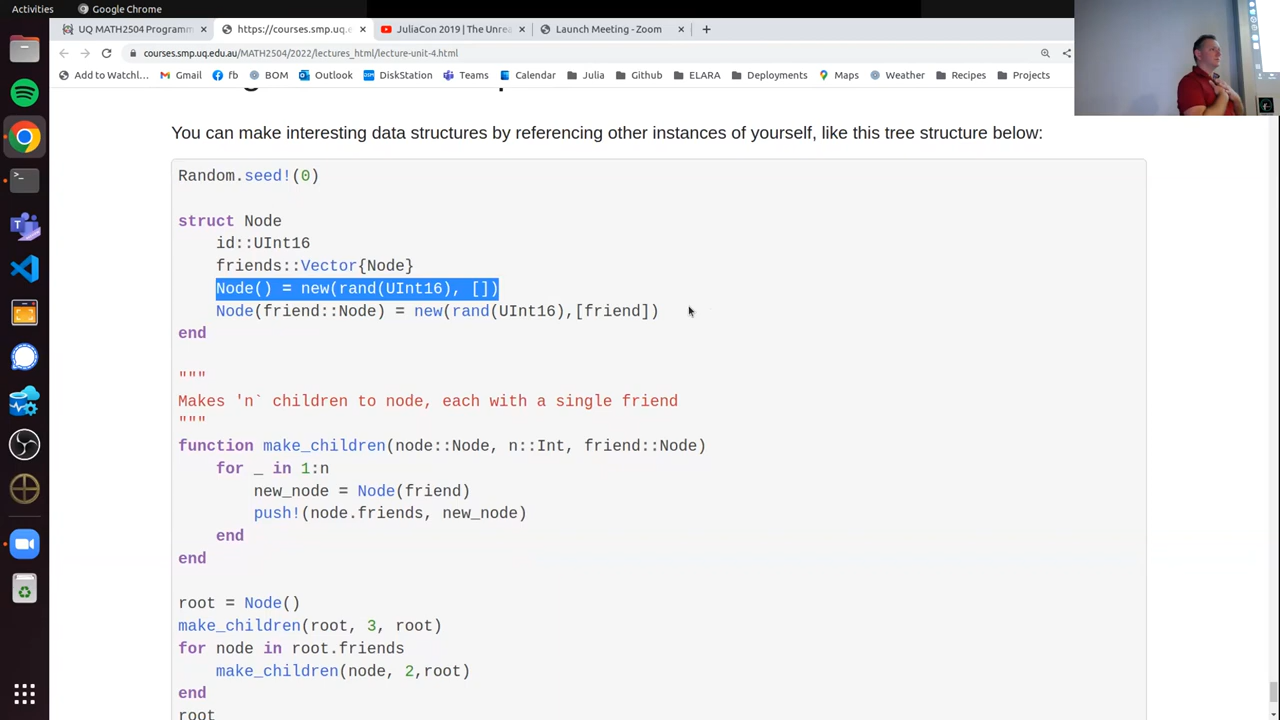 Activities
Google Chrome
UQ MATH2504 Programm
https://courses.smp.uq.e
JuliaCon 2019 | The Unrea
Launch Meeting - Zoom
courses.smp.uq.edu.au/MATH2504/2022/lectures_html/lecture-unit-4.html
Add to Watchl... Gmail fb BOM Outlook DiskStation Teams Calendar Julia Github ELARA Deployments Maps Weather Recipes Projects
You can make interesting data structures by referencing other instances of yourself, like this tree structure below:
Random.seed!(0)
struct Node
id::UInt16
friends::Vector{Node}
Node() = new(rand(UInt16), [])
Node(friend::Node) = new(rand(UInt16),[friend])
end
"""
Makes 'n` children to node, each with a single friend
"""
function make_children(node::Node, n::Int, friend::Node)
for _ in 1:n
new_node = Node(friend)
push!(node.friends, new_node)
end
end
root = Node()
make_children(root, 3, root)
for node in root.friends
make_children(node, 2,root)
end
root